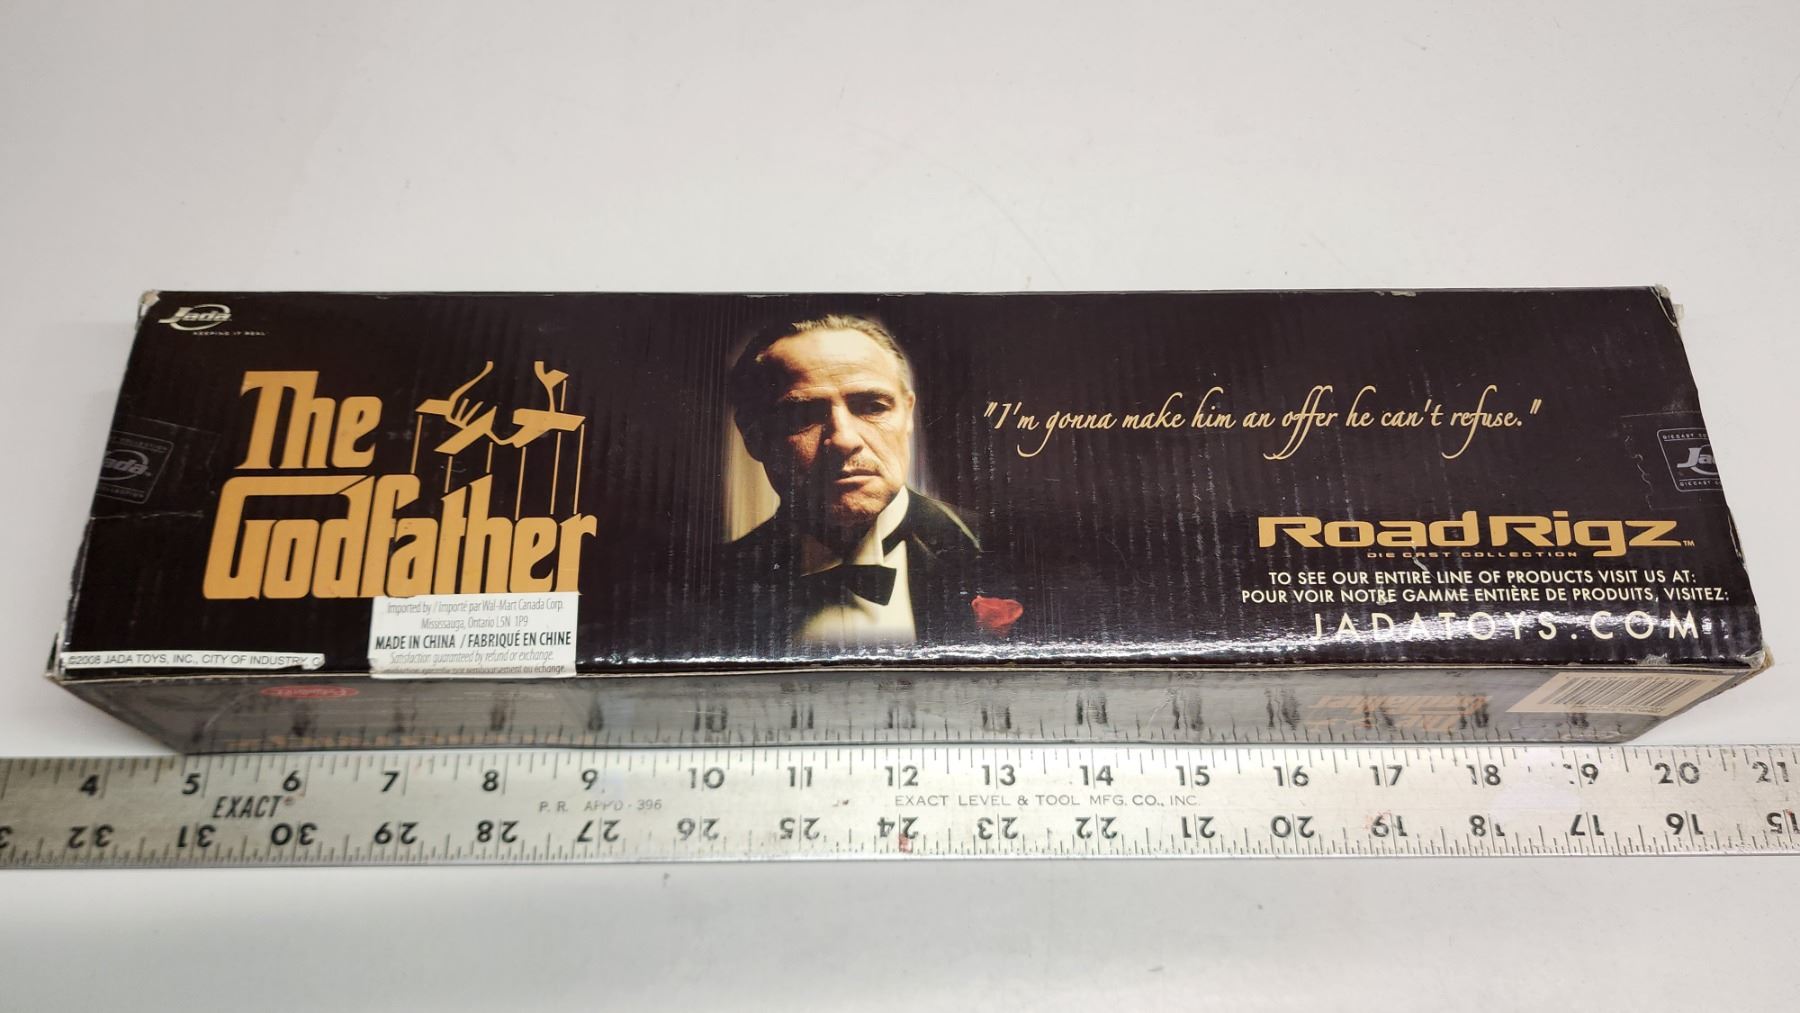 Jada
KEEPING IT REAL
The
Godfather
"I'm gonna make him an offer he can't refuse."
Road Rigz™
DIE CAST COLLECTION
TO SEE OUR ENTIRE LINE OF PRODUCTS VISIT US AT:
POUR VOIR NOTRE GAMME ENTIÈRE DE PRODUITS, VISITEZ:
JADATOYS.COM
Imported by / Importé par Wal-Mart Canada Corp.
Mississauga, Ontario L5N 1P9
MADE IN CHINA / FABRIQUÉ EN CHINE
Satisfaction guaranteed by refund or exchange.
remboursement ou échange.
©2008 JADA TOYS, INC., CITY OF INDUSTRY,
4 5 6 7 8 9 10 11 12 13 14 15 16 17 18 19 20 21
EXACT
P. R. APP'D - 396
EXACT LEVEL & TOOL MFG. CO., INC.
32 31 30 29 28 27 26 25 24 23 22 21 20 19 18 17 16 15